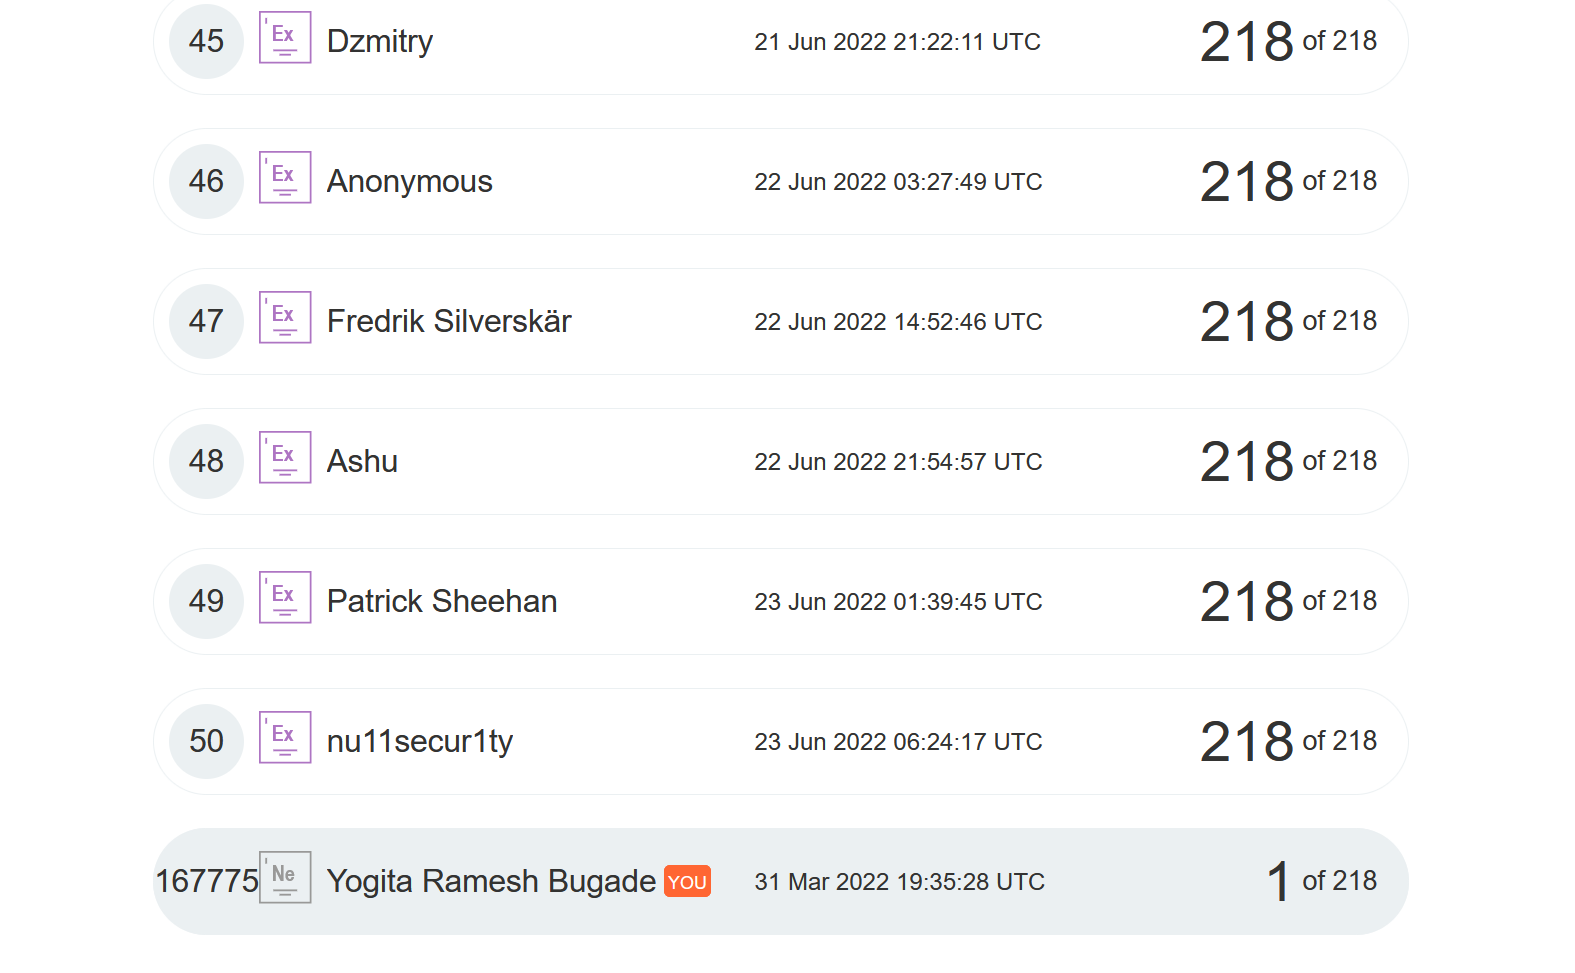 45 Ex Dzmitry 21 Jun 2022 21:22:11 UTC 218 of 218
46 Ex Anonymous 22 Jun 2022 03:27:49 UTC 218 of 218
47 Ex Fredrik Silverskär 22 Jun 2022 14:52:46 UTC 218 of 218
48 Ex Ashu 22 Jun 2022 21:54:57 UTC 218 of 218
49 Ex Patrick Sheehan 23 Jun 2022 01:39:45 UTC 218 of 218
50 Ex nu11secur1ty 23 Jun 2022 06:24:17 UTC 218 of 218
167775 Ne Yogita Ramesh Bugade YOU 31 Mar 2022 19:35:28 UTC 1 of 218